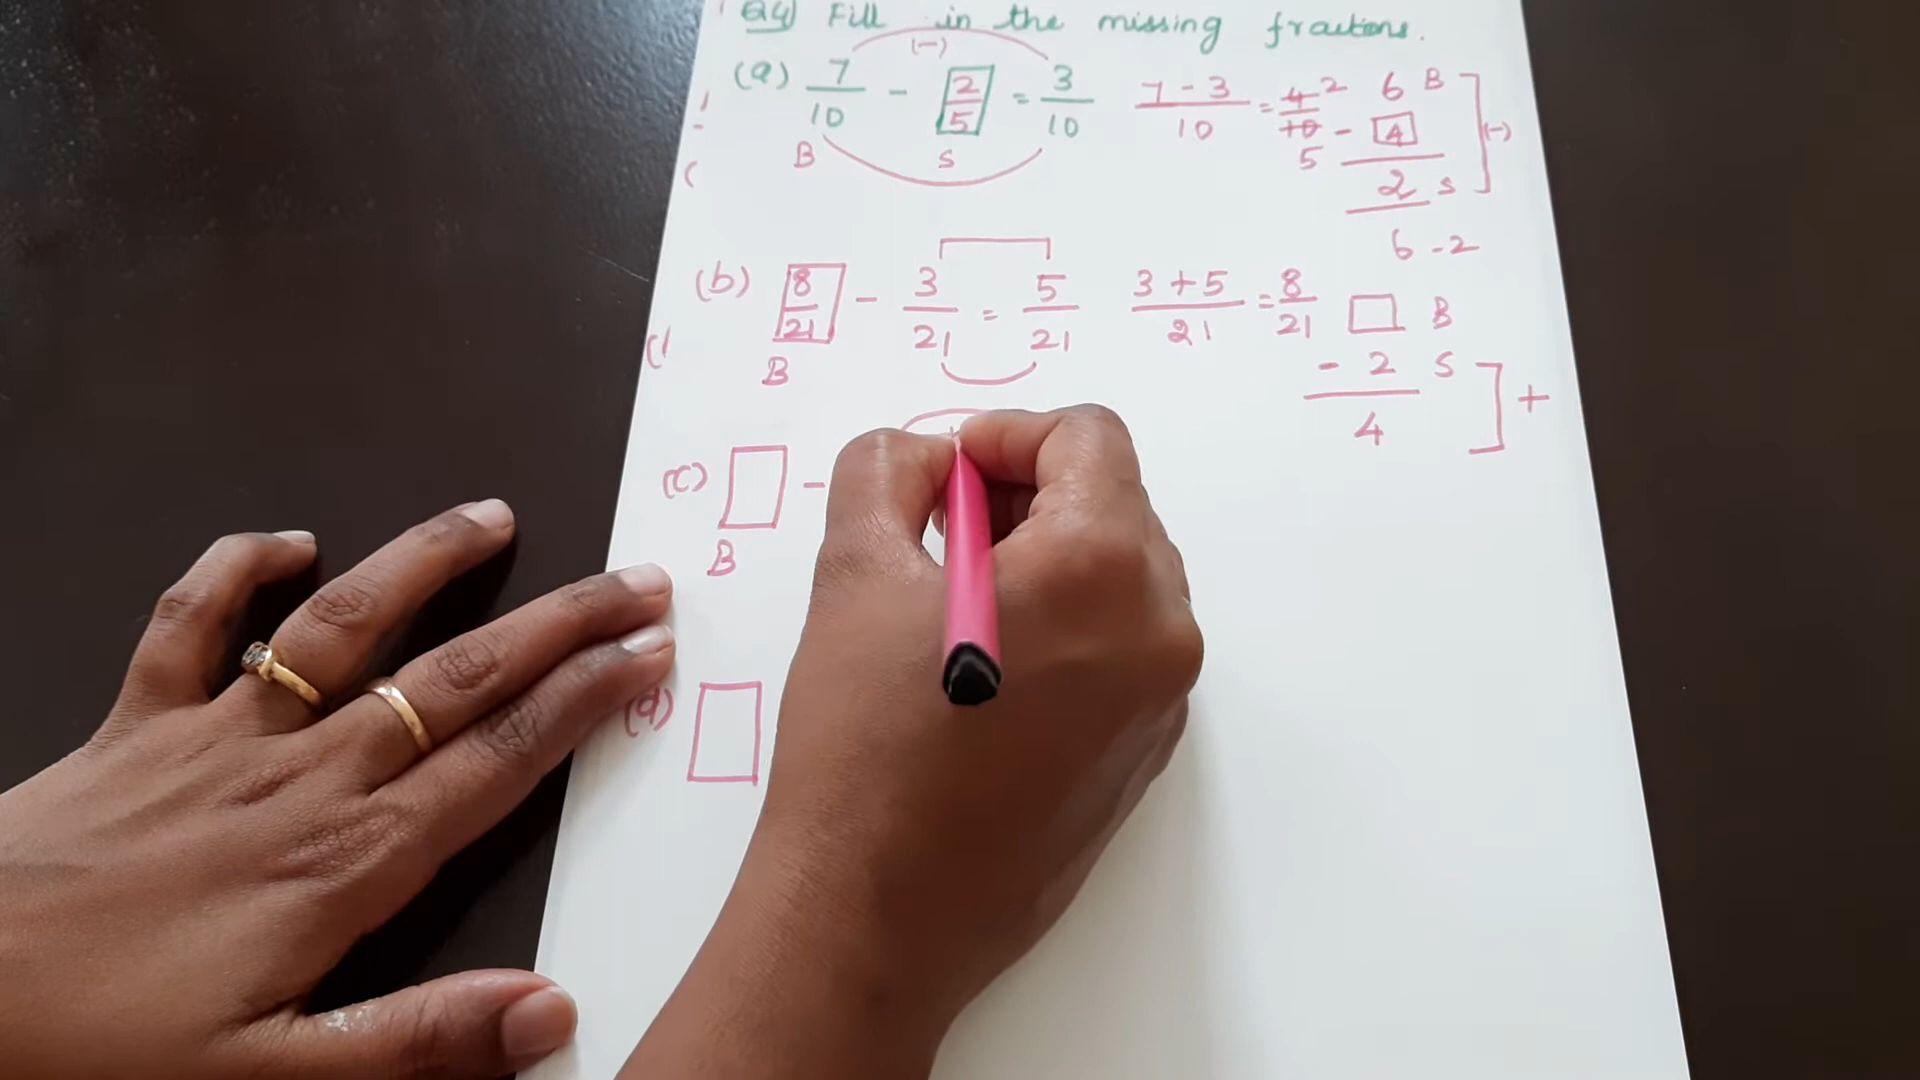 Q4) Fill in the missing fractions.
(a) 7/10 - 2/5 = 3/10
(-)
B S
7 - 3/10 = 4/10 2 5
6 B
- 4 (-)
2 S
6 - 2
(b) 8/21 - 3/21 = 5/21
B
3 + 5/21 = 8/21
□ B
- 2 S
4 +
(c) □ -
B
(d) □